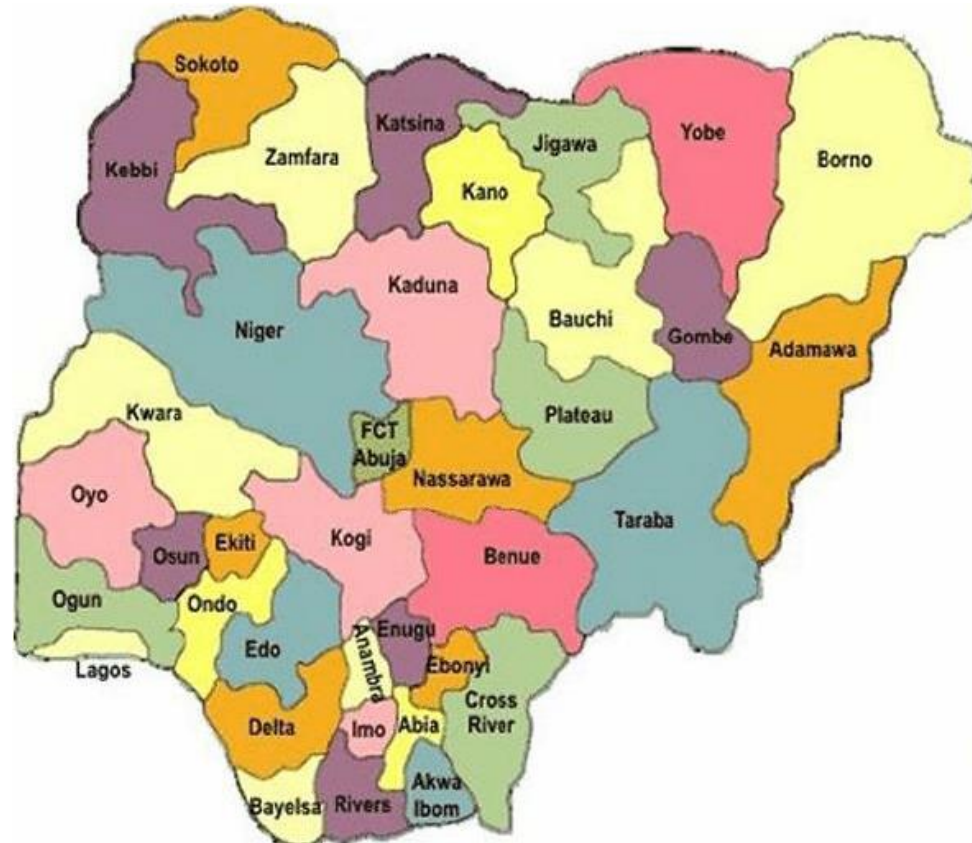 Sokoto
Katsina
Jigawa
Yobe
Borno
Zamfara
Kebbi
Kano
Kaduna
Bauchi
Niger
Gombe
Adamawa
Kwara
Plateau
FCT
Abuja
Nassarawa
Oyo
Taraba
Kogi
Osun
Ekiti
Benue
Ogun
Ondo
Enugu
Edo
Anambra
Ebonyi
Lagos
Cross
River
Delta
Imo
Abia
Akwa
Ibom
Bayelsa
Rivers